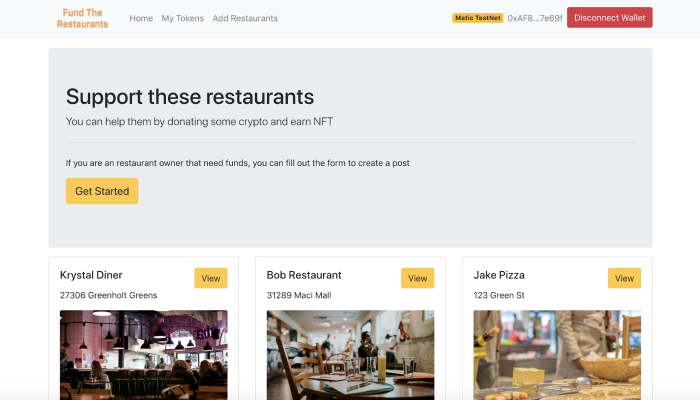 Fund The
Restaurants
Home My Tokens Add Restaurants
Matic TestNet 0xAF8...7e69f Disconnect Wallet
Support these restaurants
You can help them by donating some crypto and earn NFT
If you are an restaurant owner that need funds, you can fill out the form to create a post
Get Started
Krystal Diner View
27306 Greenholt Greens
Bob Restaurant View
31289 Maci Mall
Jake Pizza View
123 Green St